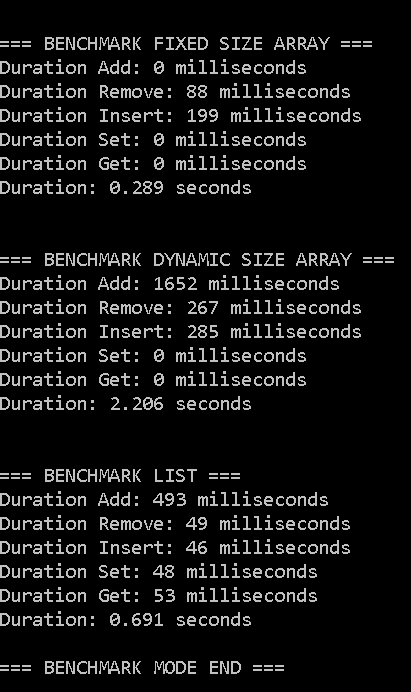 === BENCHMARK FIXED SIZE ARRAY ===
Duration Add: 0 milliseconds
Duration Remove: 88 milliseconds
Duration Insert: 199 milliseconds
Duration Set: 0 milliseconds
Duration Get: 0 milliseconds
Duration: 0.289 seconds
=== BENCHMARK DYNAMIC SIZE ARRAY ===
Duration Add: 1652 milliseconds
Duration Remove: 267 milliseconds
Duration Insert: 285 milliseconds
Duration Set: 0 milliseconds
Duration Get: 0 milliseconds
Duration: 2.206 seconds
=== BENCHMARK LIST ===
Duration Add: 493 milliseconds
Duration Remove: 49 milliseconds
Duration Insert: 46 milliseconds
Duration Set: 48 milliseconds
Duration Get: 53 milliseconds
Duration: 0.691 seconds
=== BENCHMARK MODE END ===